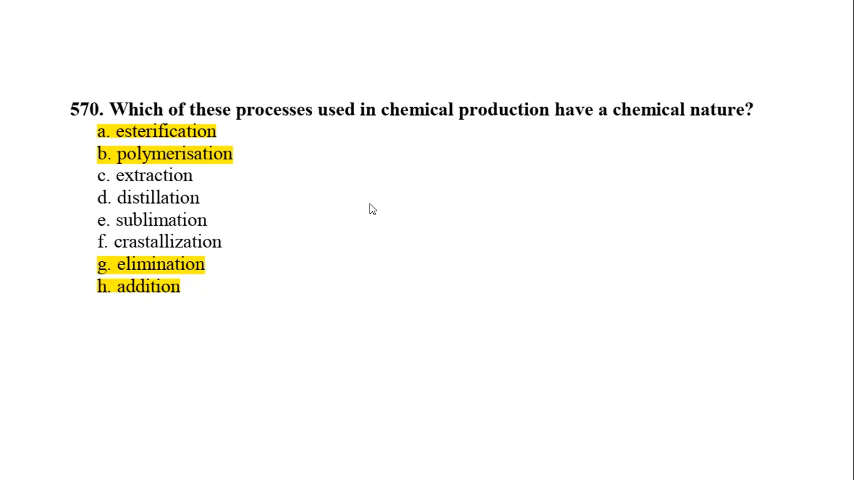 570. Which of these processes used in chemical production have a chemical nature?
a. esterification
b. polymerisation
c. extraction
d. distillation
e. sublimation
f. crastallization
g. elimination
h. addition